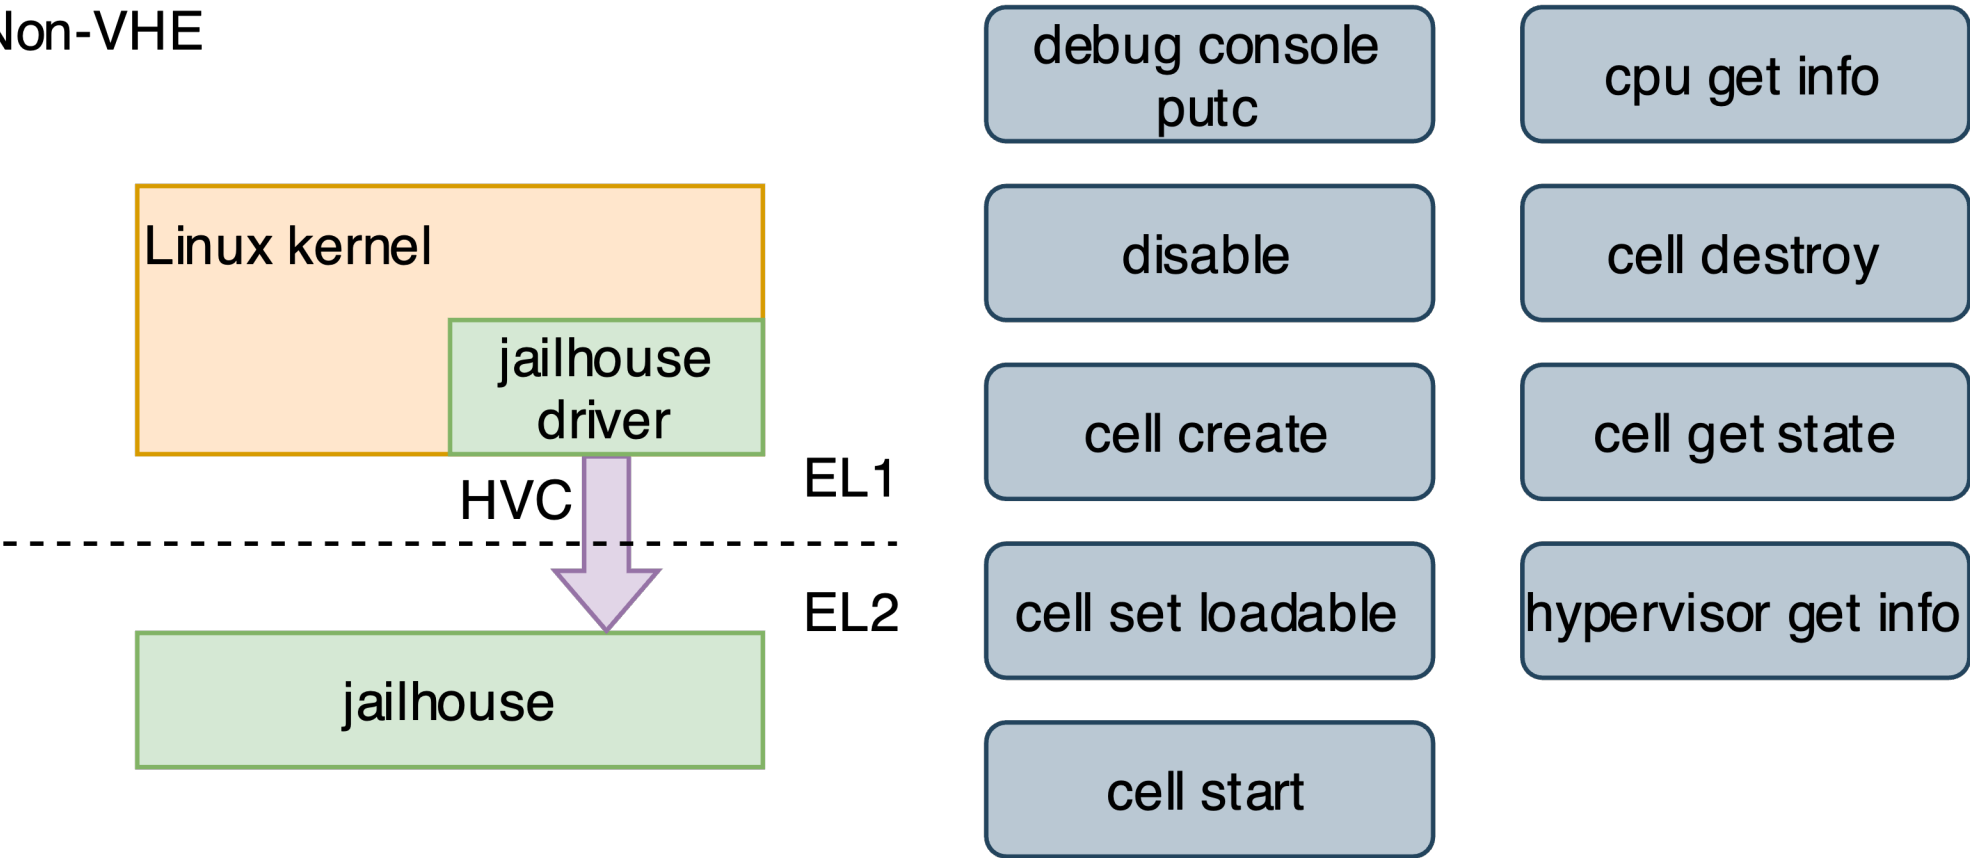 Non-VHE
Linux kernel
jailhouse
driver
HVC
EL1
EL2
jailhouse
debug console
putc
cpu get info
disable
cell destroy
cell create
cell get state
cell set loadable
hypervisor get info
cell start